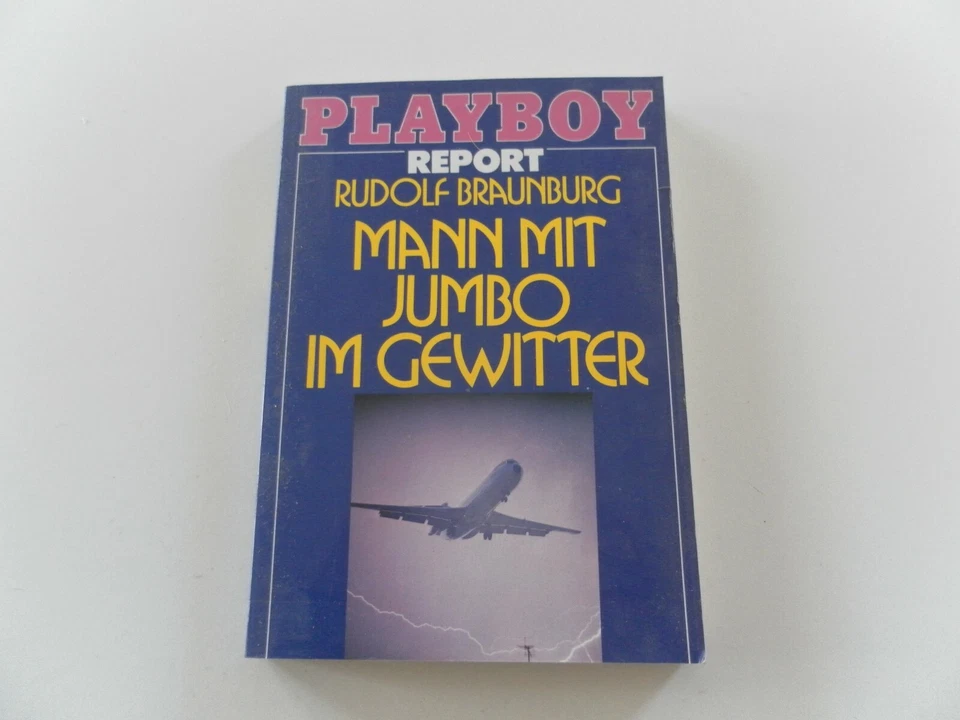 PLAYBOY
REPORT
RUDOLF BRAUNBURG
MANN MIT
JUMBO
IM GEWITTER